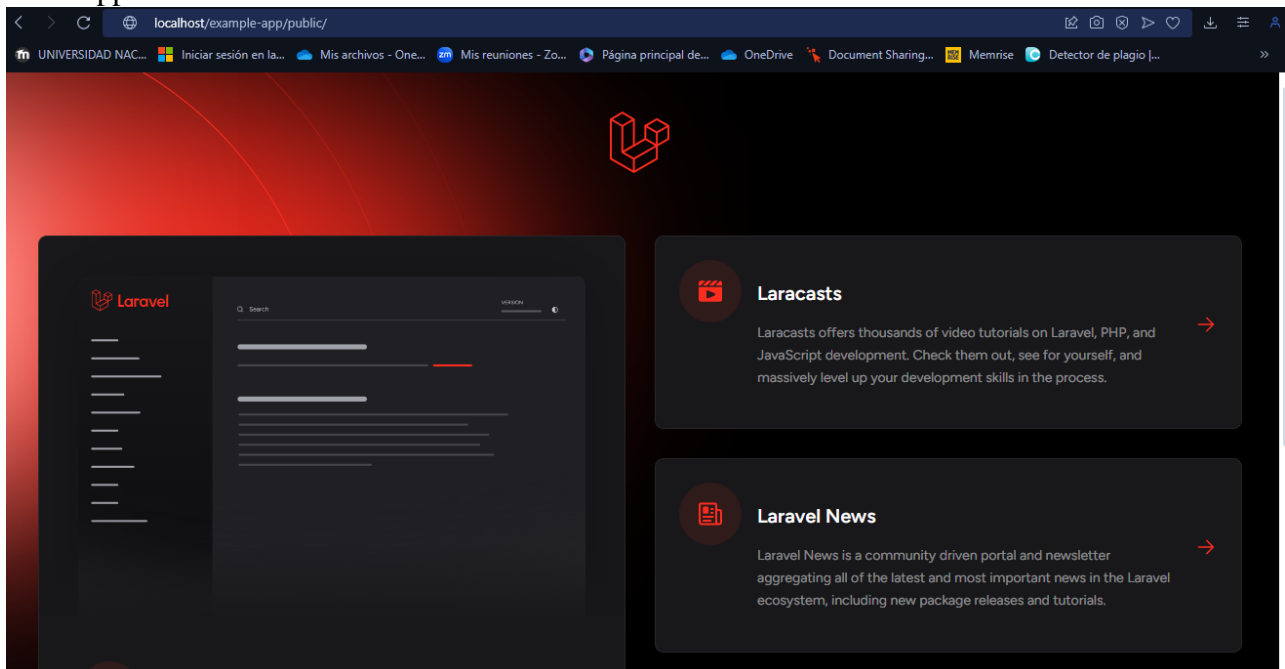 localhost/example-app/public/
UNIVERSIDAD NAC... Iniciar sesión en la... Mis archivos - One... zm Mis reuniones - Zo... Página principal de... OneDrive Document Sharing... Memrise Detector de plagio |... »
Laravel
Search
VERSION
Laracasts
Laracasts offers thousands of video tutorials on Laravel, PHP, and
JavaScript development. Check them out, see for yourself, and
massively level up your development skills in the process.
Laravel News
Laravel News is a community driven portal and newsletter
aggregating all of the latest and most important news in the Laravel
ecosystem, including new package releases and tutorials.